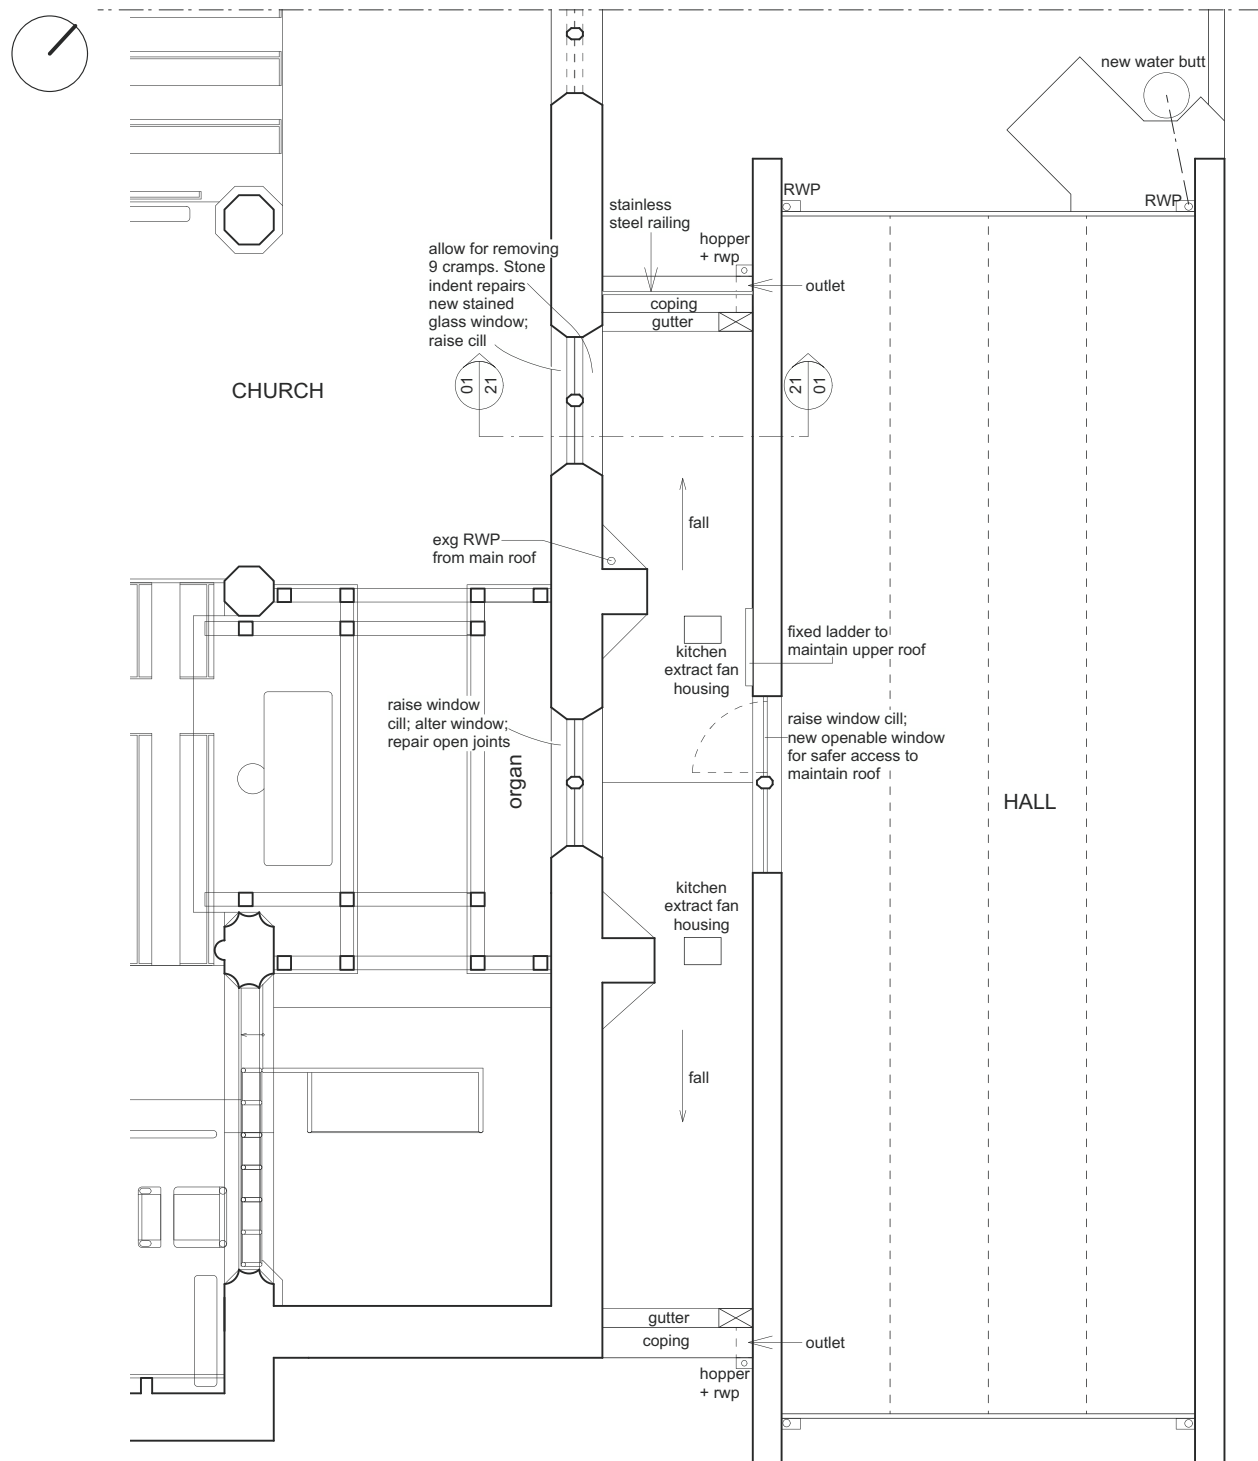 new water butt
RWP
RWP
stainless
steel railing
hopper
+ rwp
allow for removing
9 cramps. Stone
indent repairs
new stained
glass window;
raise cill
outlet
coping
gutter
CHURCH
01
21
21
01
fall
exg RWP
from main roof
kitchen
extract fan
housing
fixed ladder to
maintain upper roof
raise window
cill; alter window;
repair open joints
organ
raise window cill;
new openable window
for safer access to
maintain roof
HALL
kitchen
extract fan
housing
fall
gutter
coping
outlet
hopper
+ rwp